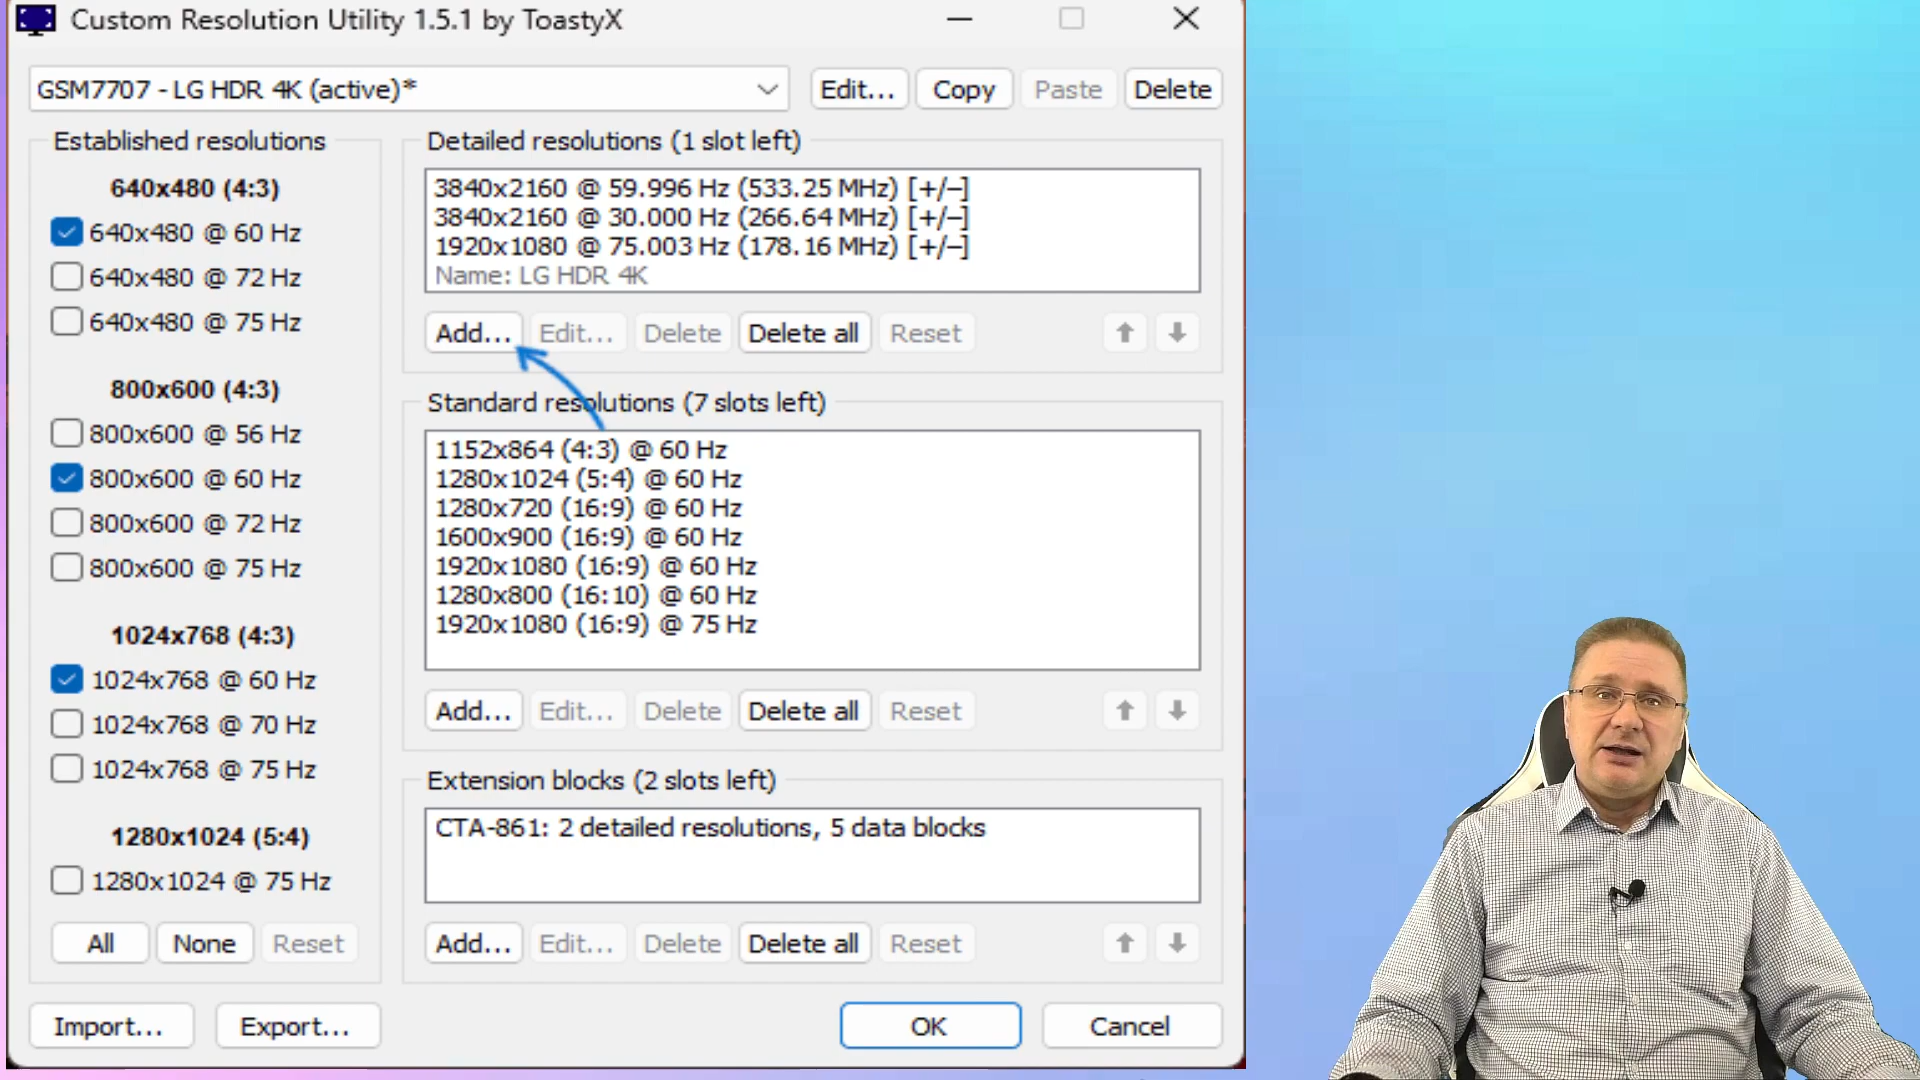 Custom Resolution Utility 1.5.1 by ToastyX
GSM7707 - LG HDR 4K (active)*
Edit...
Copy
Paste
Delete
Established resolutions
640x480 (4:3)
640x480 @ 60 Hz
640x480 @ 72 Hz
640x480 @ 75 Hz
800x600 (4:3)
800x600 @ 56 Hz
800x600 @ 60 Hz
800x600 @ 72 Hz
800x600 @ 75 Hz
1024x768 (4:3)
1024x768 @ 60 Hz
1024x768 @ 70 Hz
1024x768 @ 75 Hz
1280x1024 (5:4)
1280x1024 @ 75 Hz
All
None
Reset
Detailed resolutions (1 slot left)
3840x2160 @ 59.996 Hz (533.25 MHz) [+/−]
3840x2160 @ 30.000 Hz (266.64 MHz) [+/−]
1920x1080 @ 75.003 Hz (178.16 MHz) [+/−]
Name: LG HDR 4K
Add...
Edit...
Delete
Delete all
Reset
Standard resolutions (7 slots left)
1152x864 (4:3) @ 60 Hz
1280x1024 (5:4) @ 60 Hz
1280x720 (16:9) @ 60 Hz
1600x900 (16:9) @ 60 Hz
1920x1080 (16:9) @ 60 Hz
1280x800 (16:10) @ 60 Hz
1920x1080 (16:9) @ 75 Hz
Add...
Edit...
Delete
Delete all
Reset
Extension blocks (2 slots left)
CTA-861: 2 detailed resolutions, 5 data blocks
Add...
Edit...
Delete
Delete all
Reset
Import...
Export...
OK
Cancel